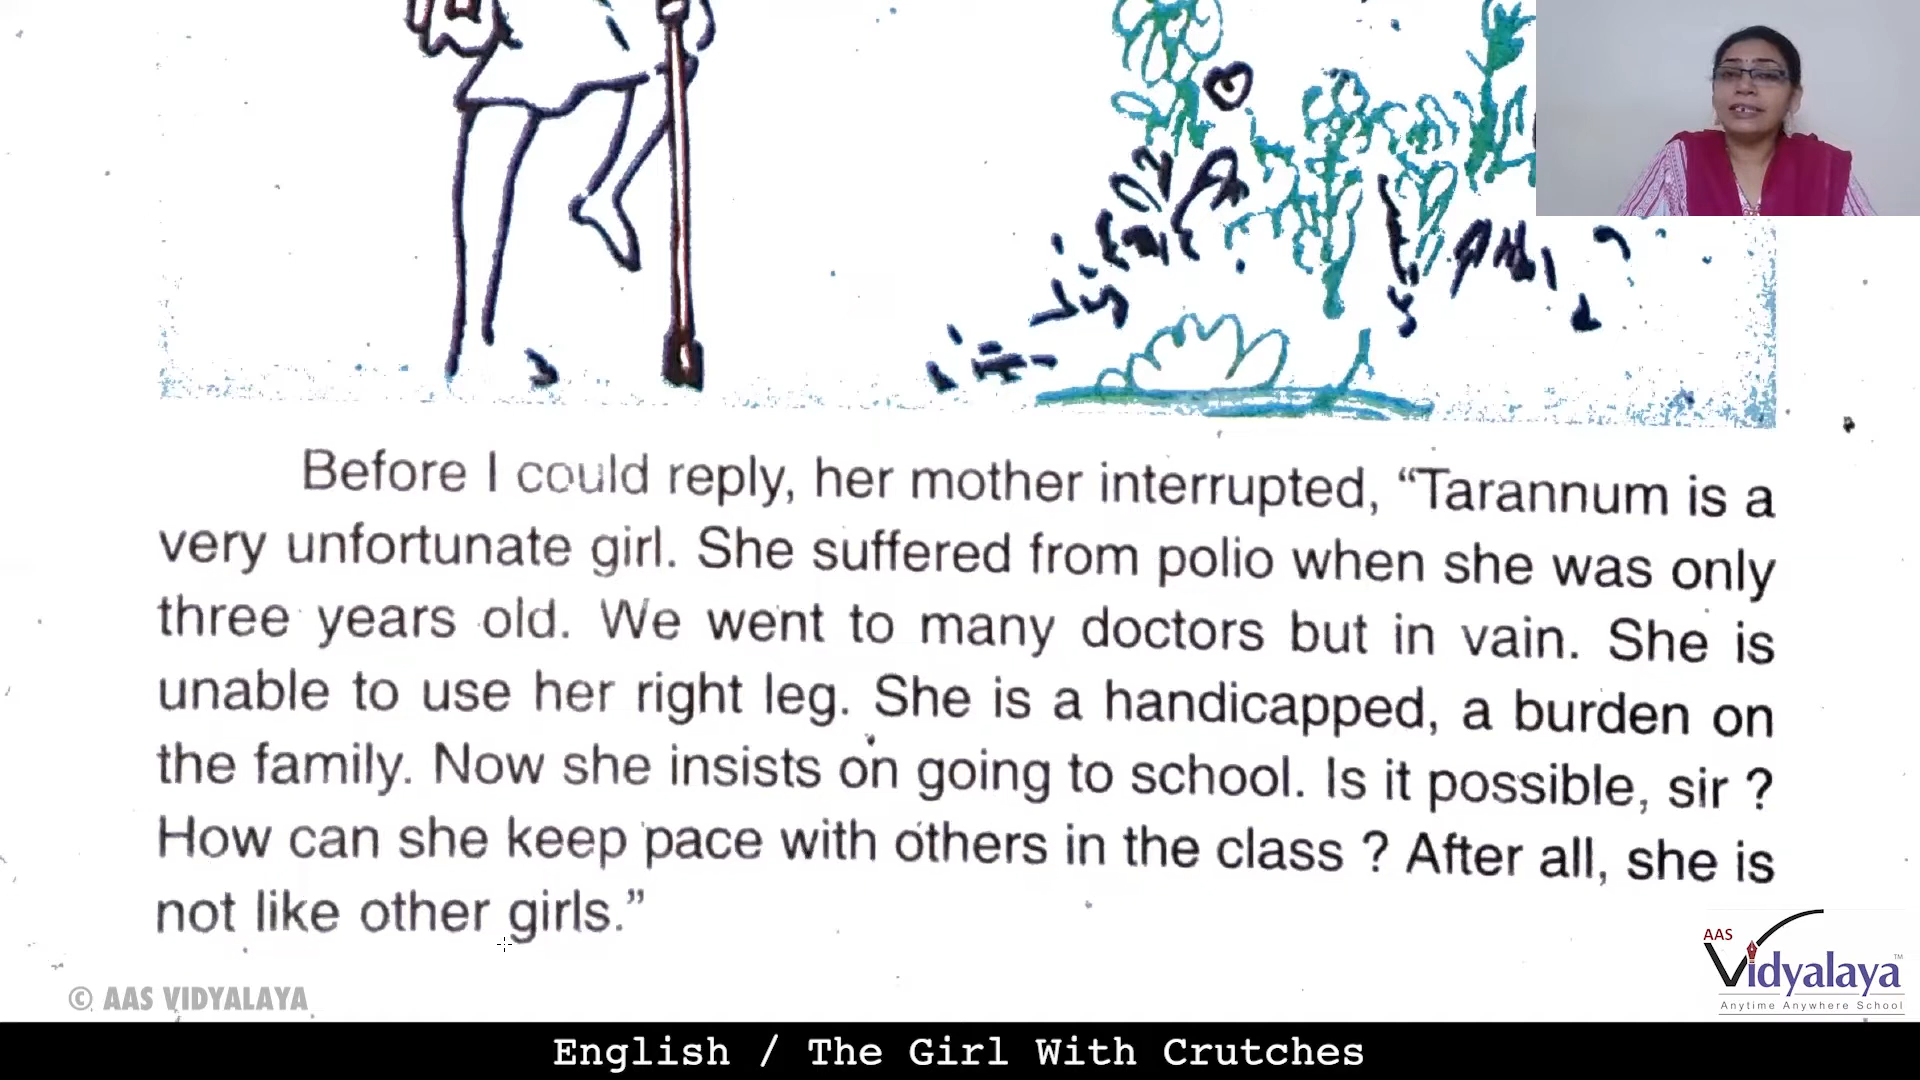 Before I could reply, her mother interrupted, “Tarannum is a
very unfortunate girl. She suffered from polio when she was only
three years old. We went to many doctors but in vain. She is
unable to use her right leg. She is a handicapped, a burden on
the family. Now she insists on going to school. Is it possible, sir ?
How can she keep pace with others in the class ? After all, she is
not like other girls.”
AAS
Vidyalaya™
Anytime Anywhere School
© AAS VIDYALAYA
English / The Girl With Crutches